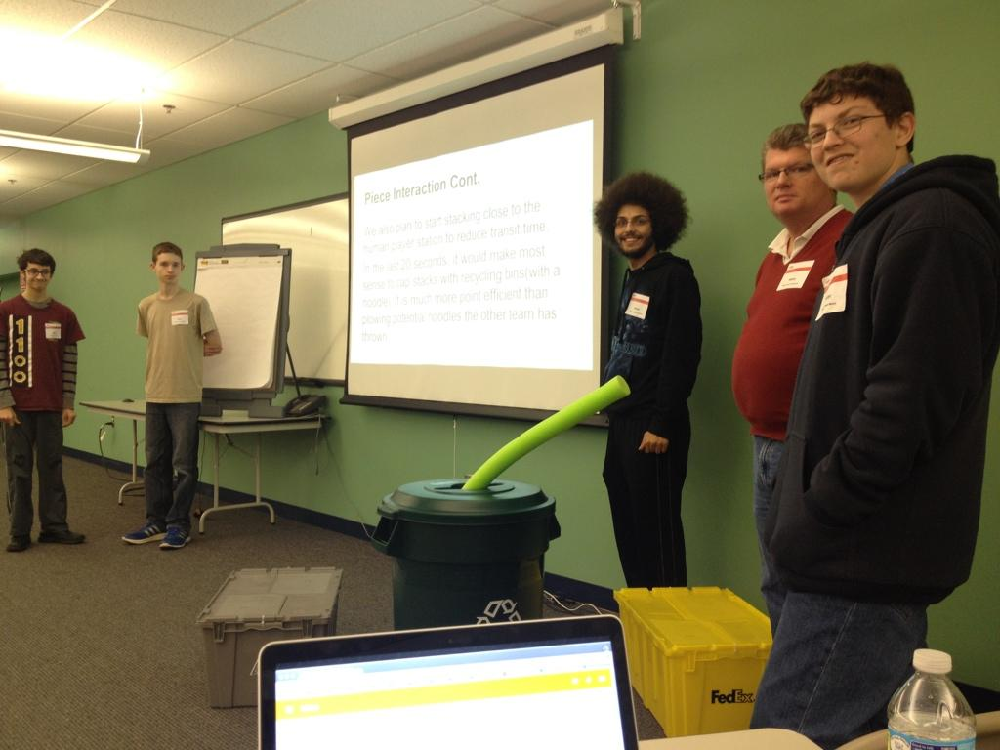 Piece Interaction Cont.
We also plan to start stacking close to the
human player station to reduce transit time.
In the last 20 seconds, it would make most
sense to cap stacks with recycling bins(with a
noodle) It is much more point efficient than
plowing potential noodles the other team has
thrown.
1100
FedEx